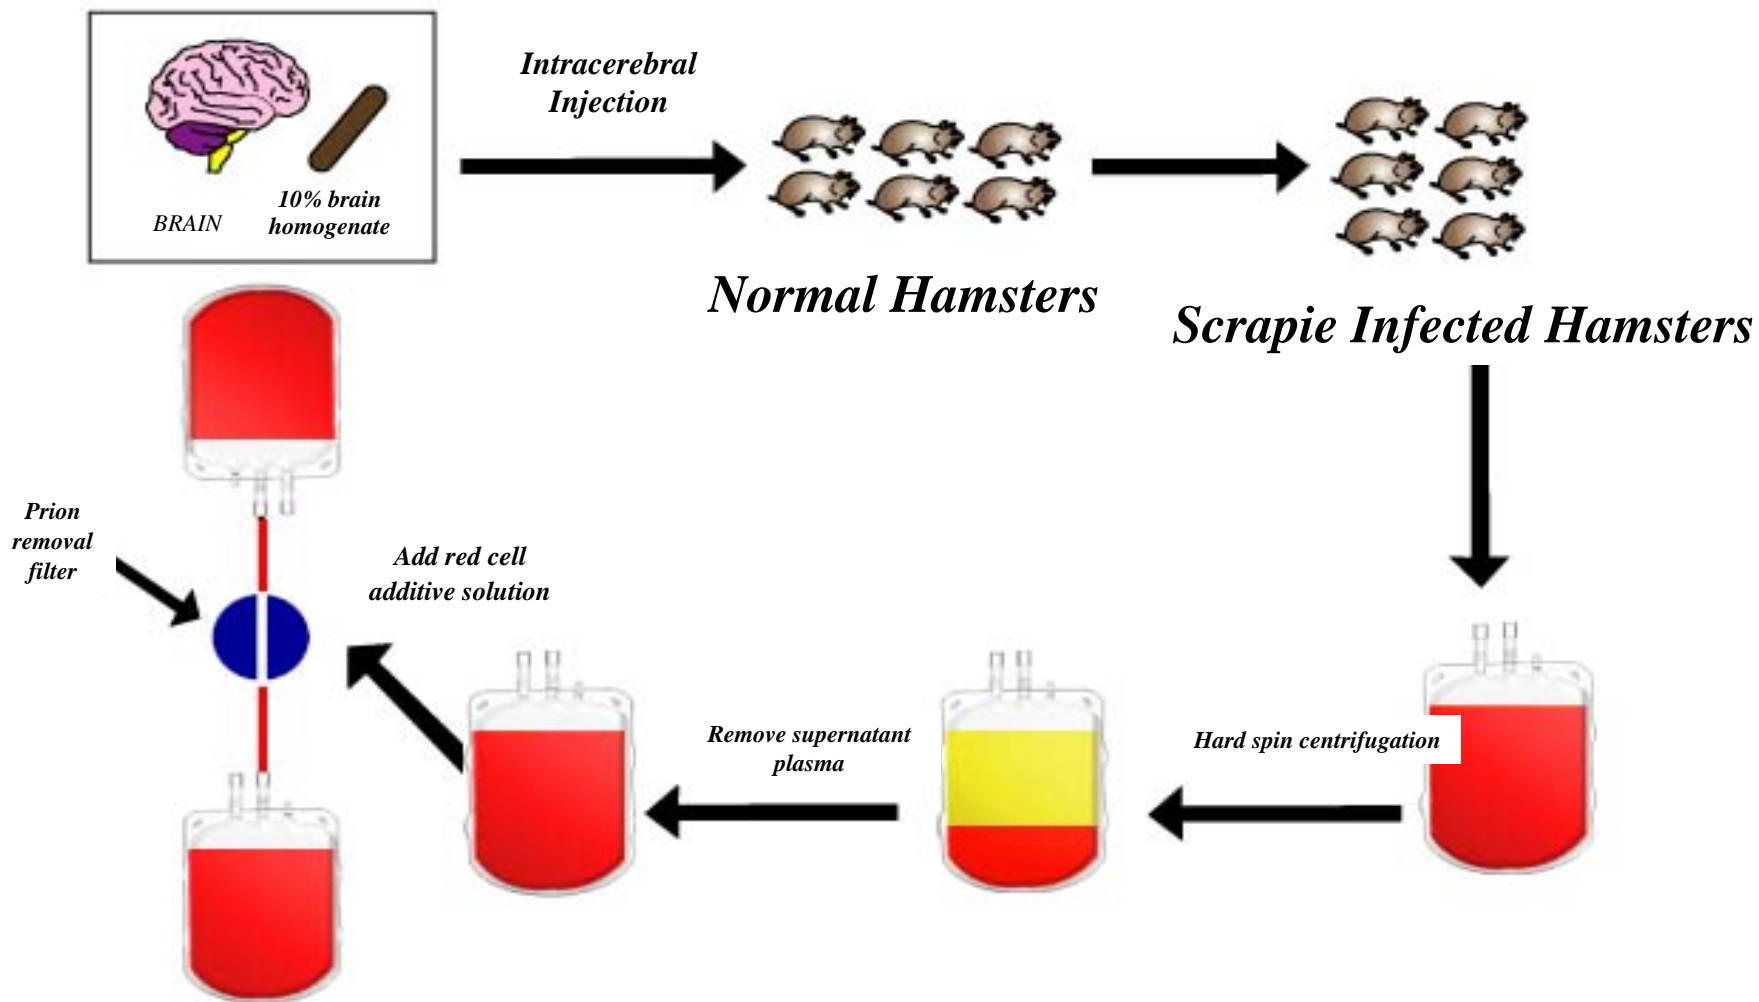 BRAIN
10% brain
homogenate
Intracerebral
Injection
Normal Hamsters
Scrapie Infected Hamsters
Hard spin centrifugation
Remove supernatant
plasma
Add red cell
additive solution
Prion
removal
filter